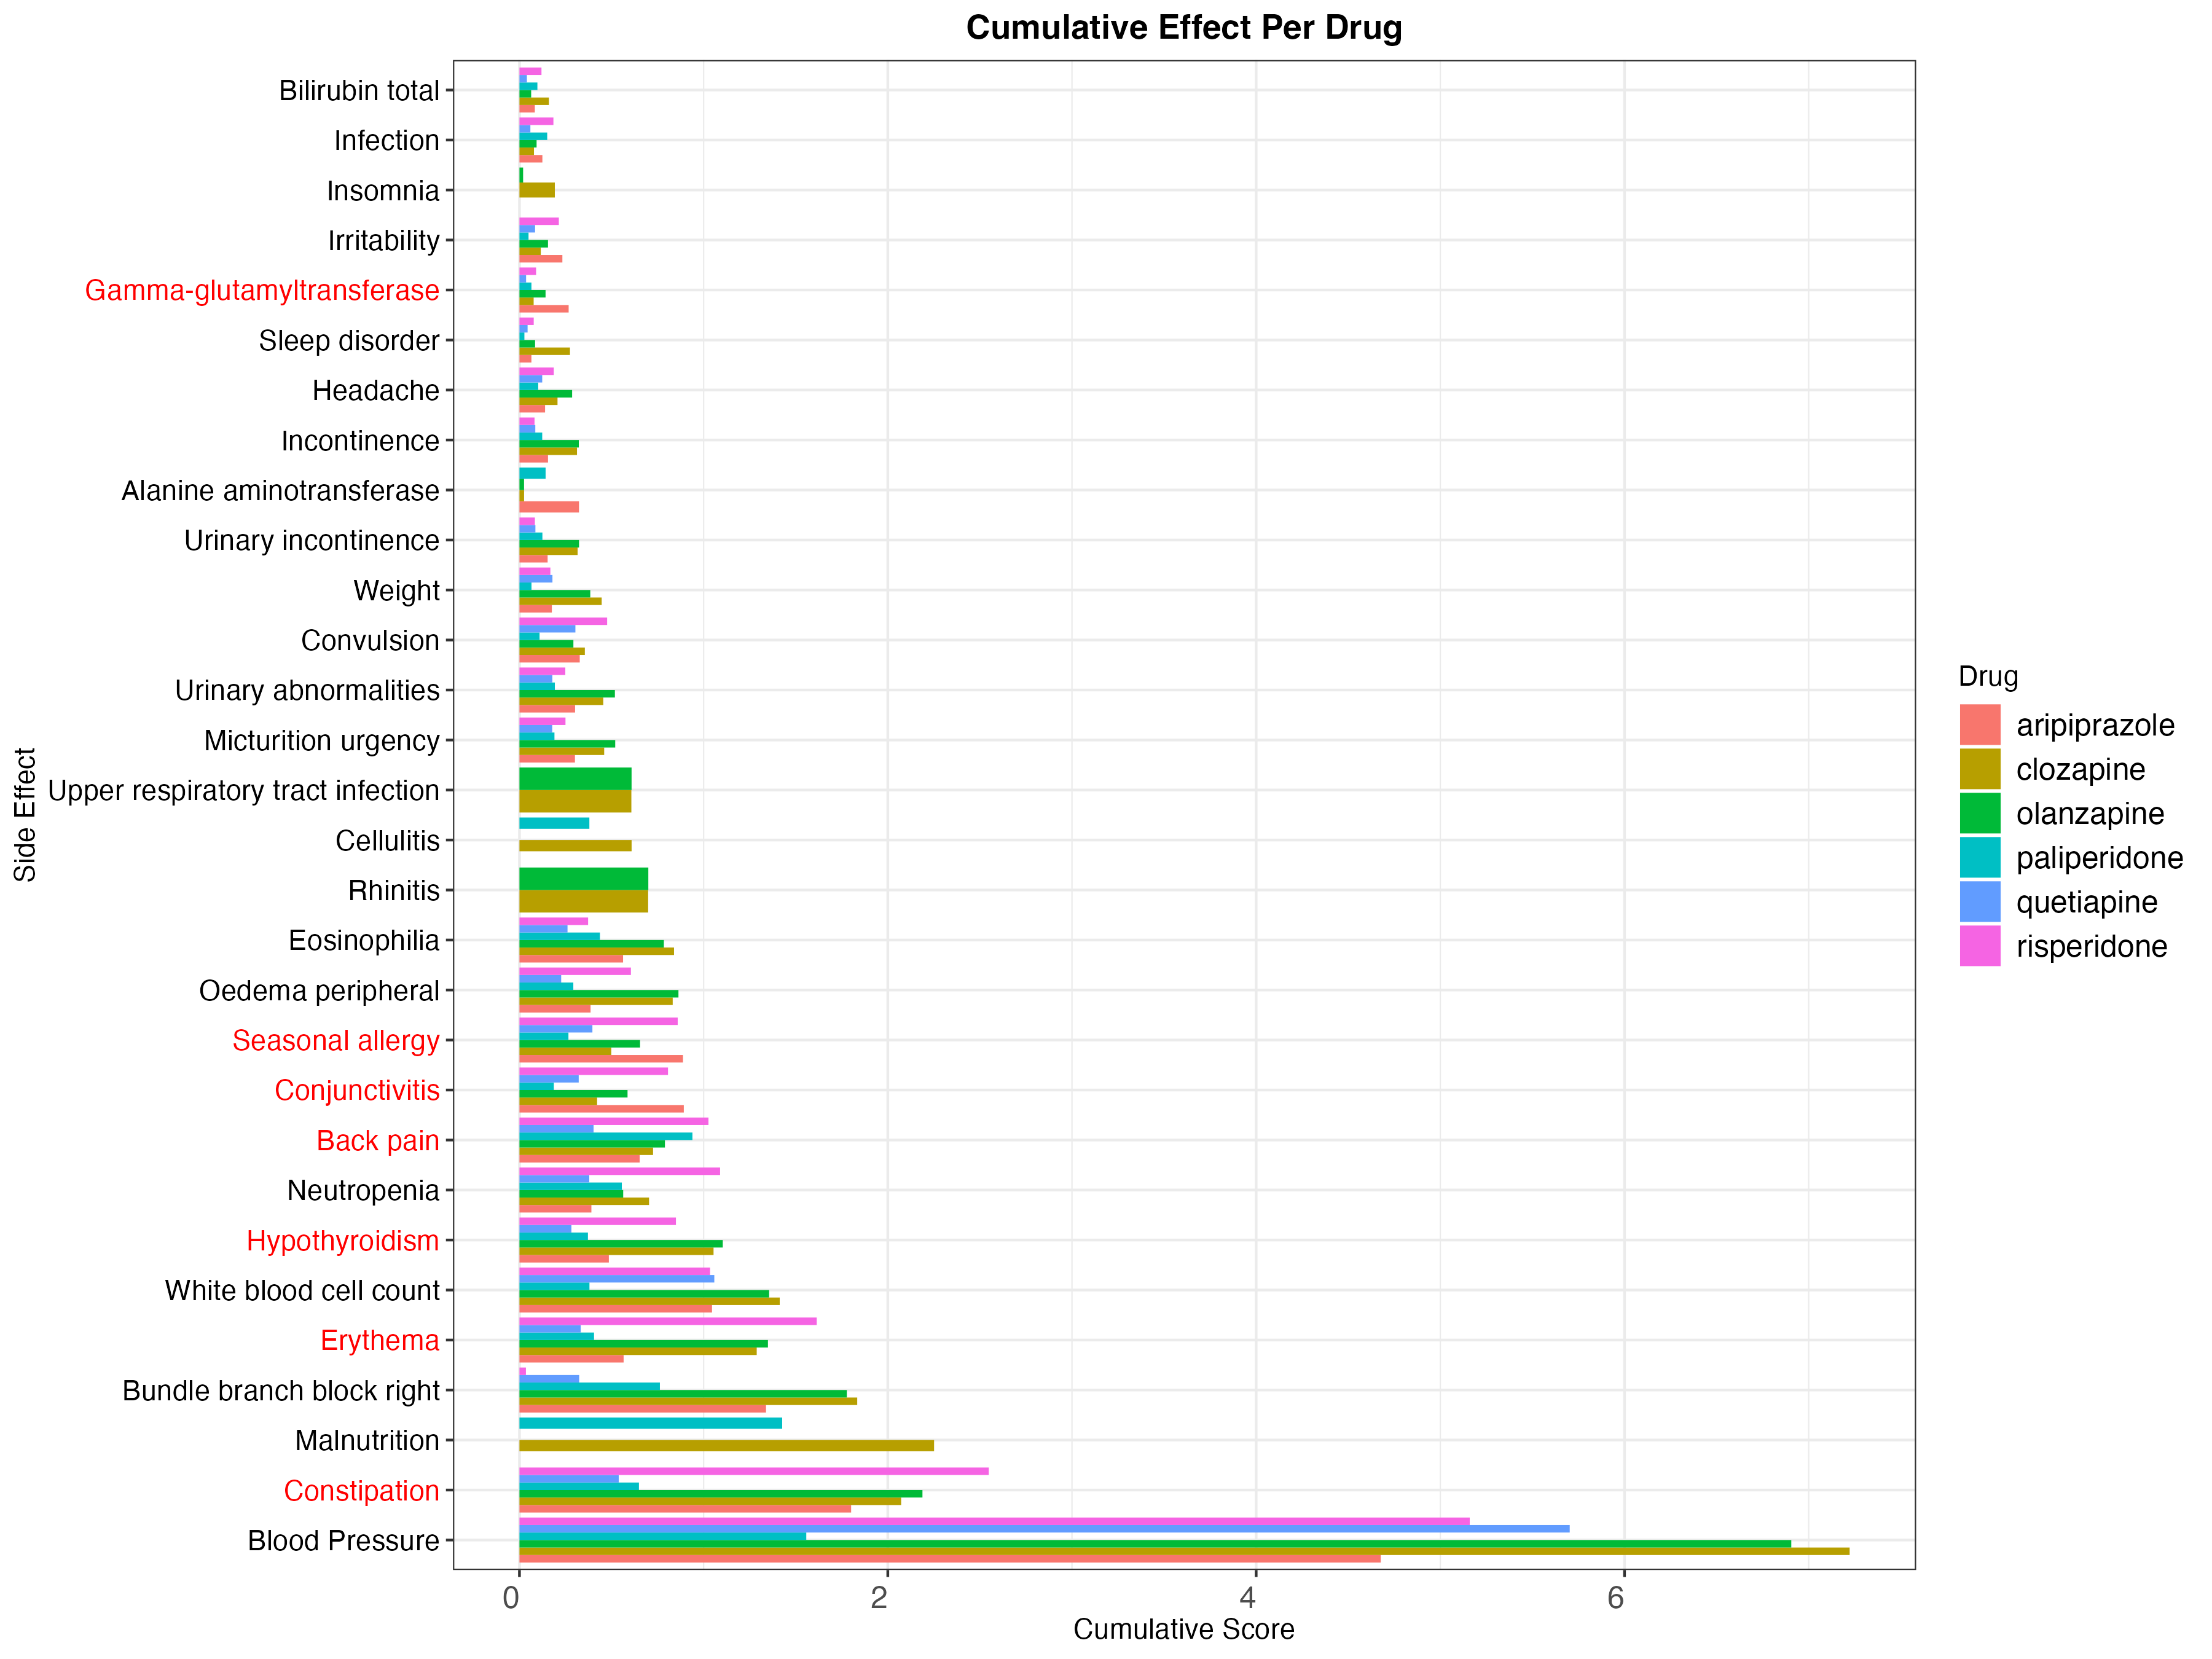 Cumulative Effect Per Drug
Side Effect
Bilirubin total
Infection
Insomnia
Irritability
Gamma-glutamyltransferase
Sleep disorder
Headache
Incontinence
Alanine aminotransferase
Urinary incontinence
Weight
Convulsion
Urinary abnormalities
Micturition urgency
Upper respiratory tract infection
Cellulitis
Rhinitis
Eosinophilia
Oedema peripheral
Seasonal allergy
Conjunctivitis
Back pain
Neutropenia
Hypothyroidism
White blood cell count
Erythema
Bundle branch block right
Malnutrition
Constipation
Blood Pressure
0 2 4 6
Cumulative Score
Drug
aripiprazole
clozapine
olanzapine
paliperidone
quetiapine
risperidone